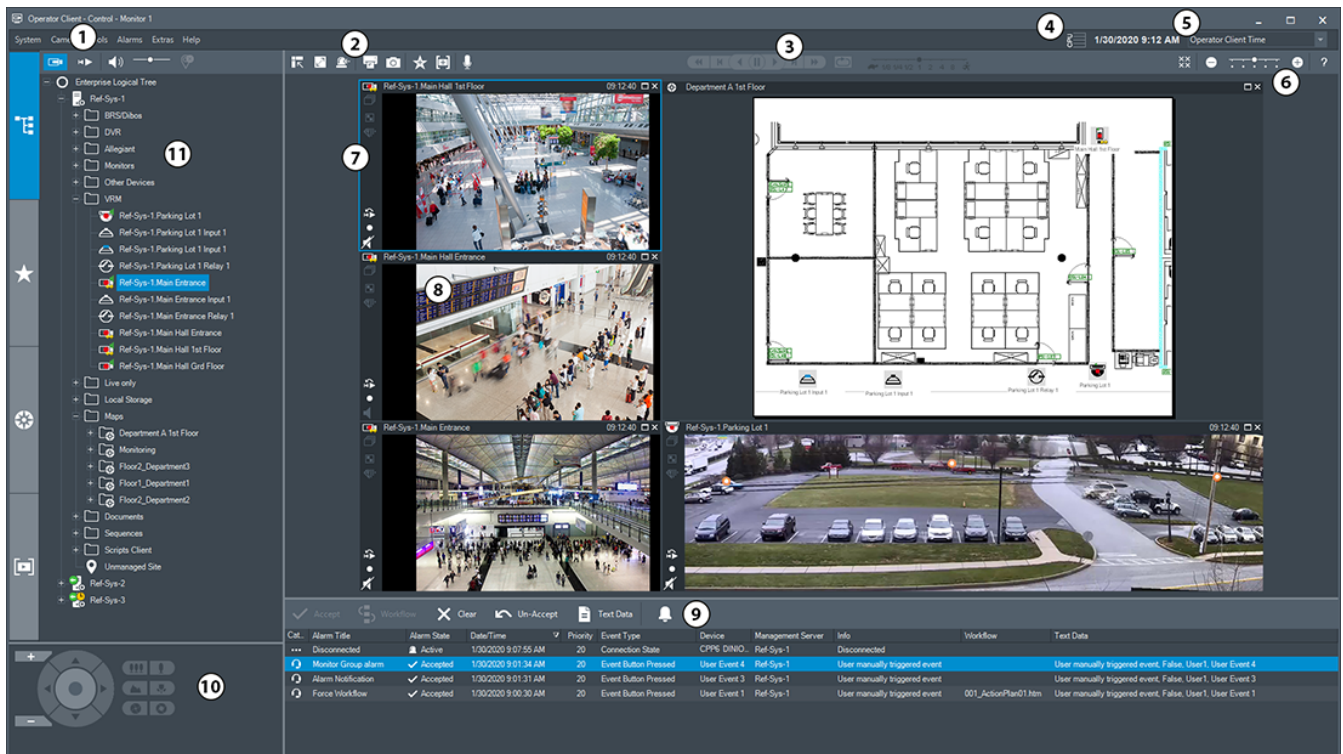 Operator Client - Control - Monitor 1
System Came 1 ols Alarms Extras Help
2
3
4
1/30/2020 9:12 AM
5
Operator Client Time
?
6
Enterprise Logical Tree
Ref-Sys-1
BRS/Dibos
DVR
Allegiant
11
Monitors
Other Devices
VRM
Ref-Sys-1.Parking Lot 1
Ref-Sys-1.Parking Lot 1 Input 1
Ref-Sys-1.Parking Lot 1 Input 1
Ref-Sys-1.Parking Lot 1 Relay 1
Ref-Sys-1.Main Entrance
Ref-Sys-1.Main Entrance Input 1
Ref-Sys-1.Main Entrance Relay 1
Ref-Sys-1.Main Hall Entrance
Ref-Sys-1.Main Hall 1st Floor
Ref-Sys-1.Main Hall Grd Floor
Live only
Local Storage
Maps
Department A 1st Floor
Monitoring
Floor2_Department3
Floor1_Department1
Floor2_Department2
Documents
Sequences
Scripts Client
Unmanaged Site
Ref-Sys-2
Ref-Sys-3
10
Ref-Sys-1.Main Hall 1st Floor 09:12:40
7
Ref-Sys-1.Main Hall Entrance 09:12:40
8
Ref-Sys-1.Main Entrance 09:12:40
Department A 1st Floor
Main Hall 1st Floor
Parking Lot 1 Input 1
Parking Lot 1 Input 1
Parking Lot 1 Relay 1
Parking Lot 1
Ref-Sys-1.Parking Lot 1 09:12:40
Accept Workflow Clear Un-Accept Text Data 9
Cat.. Alarm Title Alarm State Date/Time Priority Event Type Device Management Server Info Workflow Text Data
Disconnected Active 1/30/2020 9:07:55 AM 20 Connection State CPP6 DINIO... Ref-Sys-1 Disconnected
Monitor Group alarm Accepted 1/30/2020 9:01:34 AM 20 Event Button Pressed User Event 4 Ref-Sys-1 User manually triggered event User manually triggered event, False, User1, User Event 4
Alarm Notification Accepted 1/30/2020 9:01:31 AM 20 Event Button Pressed User Event 3 Ref-Sys-1 User manually triggered event User manually triggered event, False, User1, User Event 3
Force Workflow Accepted 1/30/2020 9:00:30 AM 20 Event Button Pressed User Event 1 Ref-Sys-1 User manually triggered event 001_ActionPlan01.htm User manually triggered event, False, User1, User Event 1